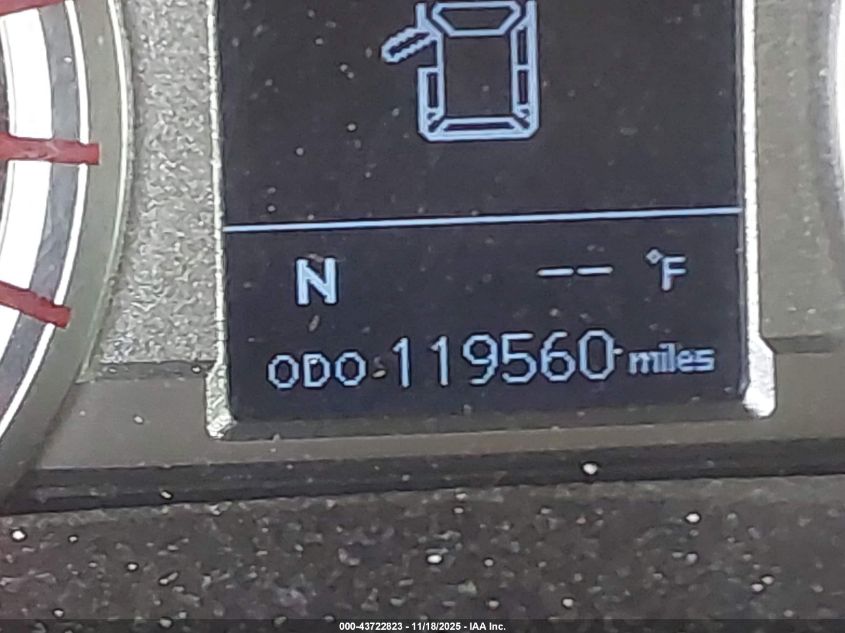 N -- °F
ODO 119560 miles
000-43722823 - 11/18/2025 - IAA Inc.